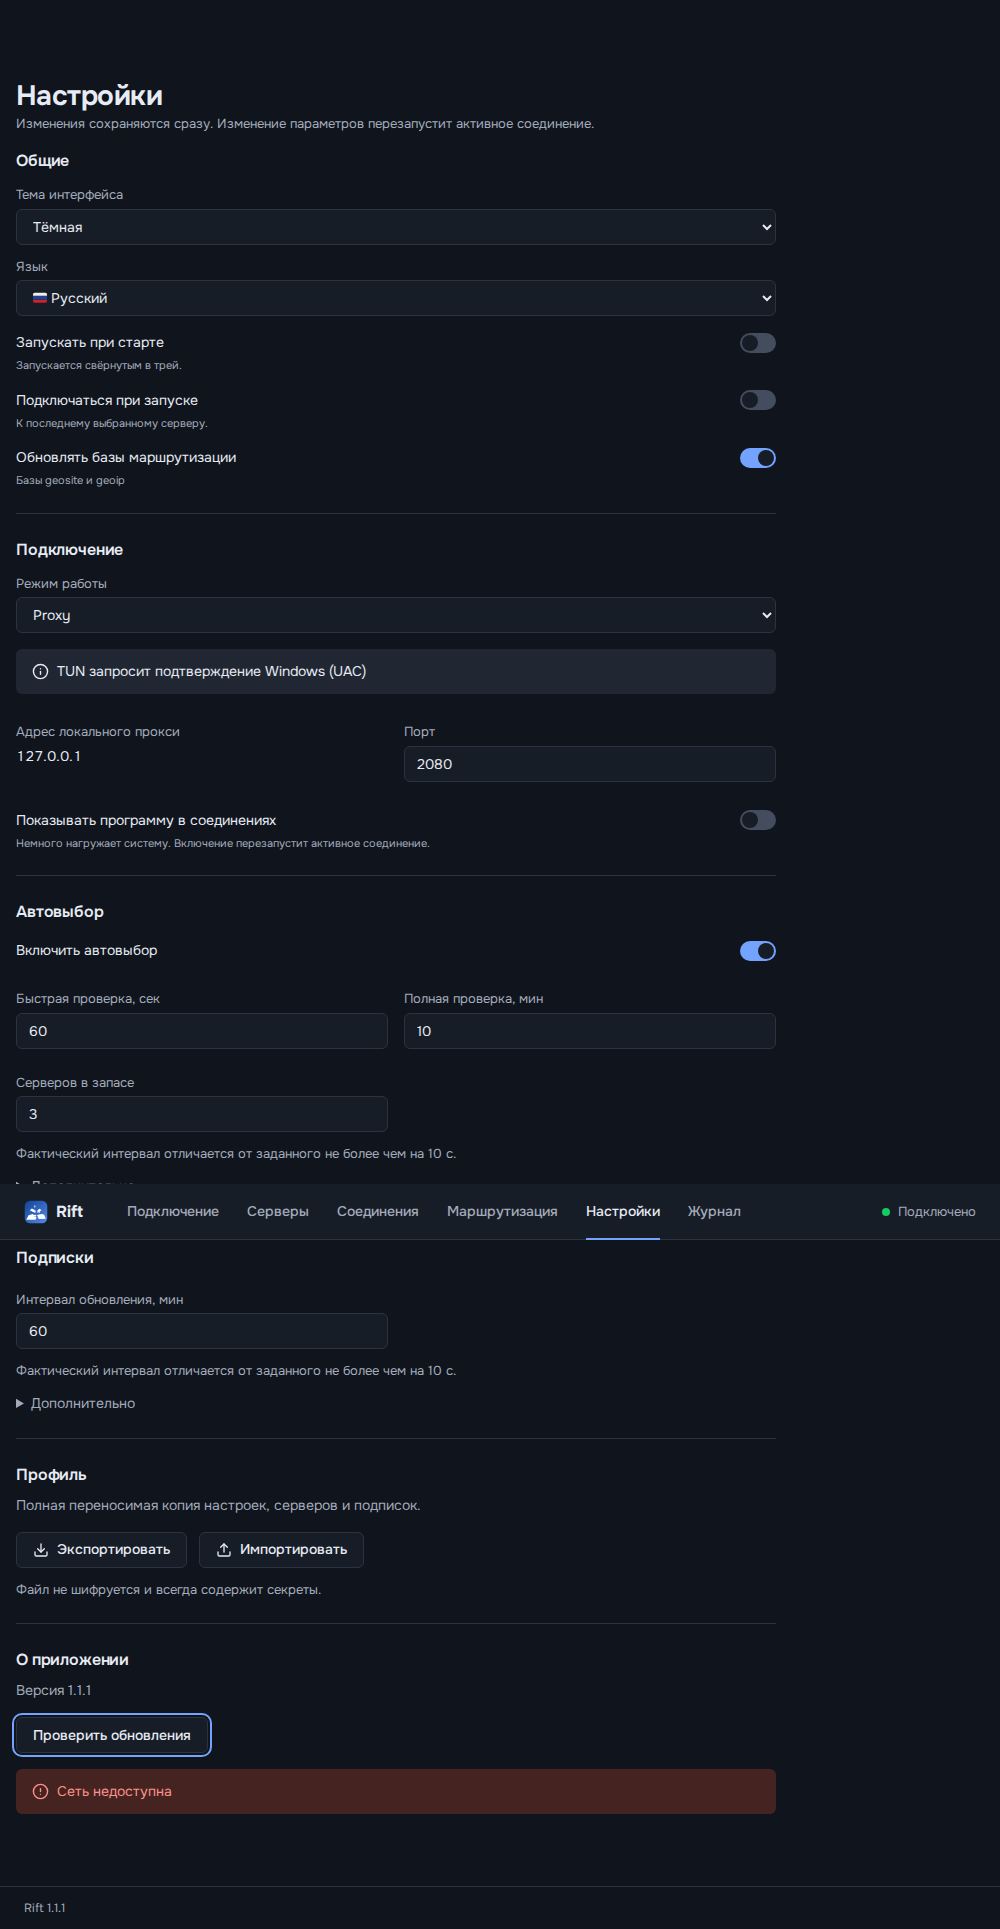 Настройки
Изменения сохраняются сразу. Изменение параметров перезапустит активное соединение.
Общие
Тема интерфейса
Тёмная
Язык
Русский
Запускать при старте
Запускается свёрнутым в трей.
Подключаться при запуске
К последнему выбранному серверу.
Обновлять базы маршрутизации
Базы geosite и geoip
Подключение
Режим работы
Proxy
TUN запросит подтверждение Windows (UAC)
Адрес локального прокси
Порт
127.0.0.1
2080
Показывать программу в соединениях
Немного нагружает систему. Включение перезапустит активное соединение.
Автовыбор
Включить автовыбор
Быстрая проверка, сек
Полная проверка, мин
60
10
Серверов в запасе
3
Фактический интервал отличается от заданного не более чем на 10 с.
Rift Подключение Серверы Соединения Маршрутизация Настройки Журнал Подключено
Подписки
Интервал обновления, мин
60
Фактический интервал отличается от заданного не более чем на 10 с.
Дополнительно
Профиль
Полная переносимая копия настроек, серверов и подписок.
Экспортировать Импортировать
Файл не шифруется и всегда содержит секреты.
О приложении
Версия 1.1.1
Проверить обновления
Сеть недоступна
Rift 1.1.1